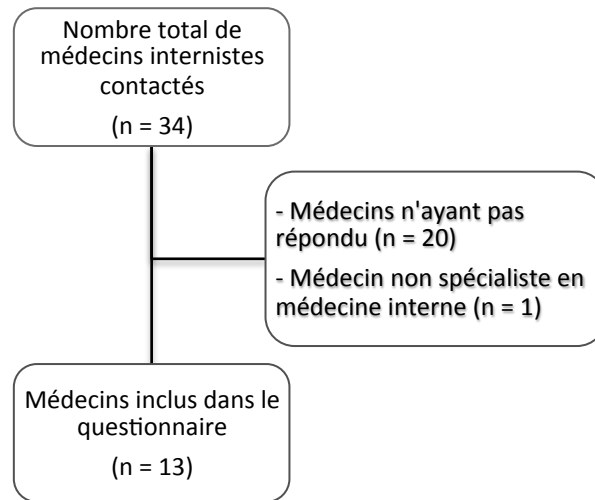 Nombre total de
médecins internistes
contactés
(n = 34)
- Médecins n'ayant pas
répondu (n = 20)
- Médecin non spécialiste en
médecine interne (n = 1)
Médecins inclus dans le
questionnaire
(n = 13)